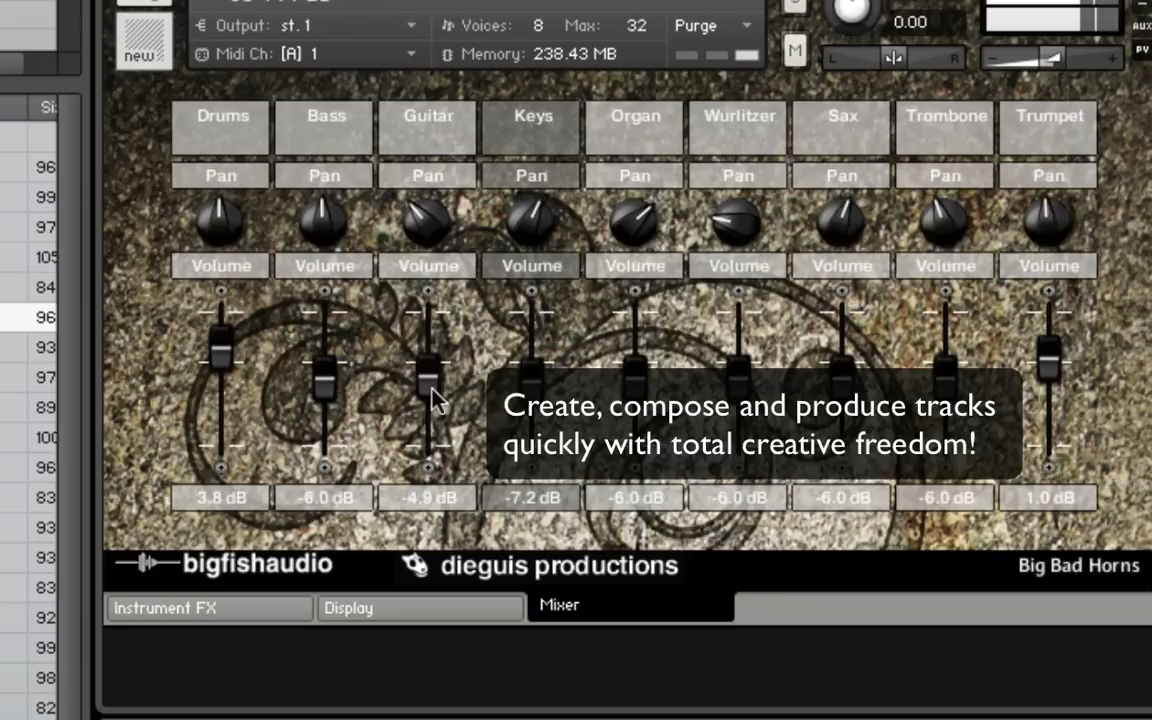 Output: st. 1
Voices: 8 Max: 32
Purge
0.00
AUX
new
Midi Ch: [A] 1
Memory: 238.43 MB
M
L R
- +
PV
Drums Bass Guitar Keys Organ Wurlitzer Sax Trombone Trumpet
Pan Pan Pan Pan Pan Pan Pan Pan Pan
Volume Volume Volume Volume Volume Volume Volume Volume Volume
96
99
97
105
84
96
93
97
89
100
96
83
93
93
83
92
99
98
82
Create, compose and produce tracks
quickly with total creative freedom!
3.8 dB -6.0 dB -4.9 dB -7.2 dB -6.0 dB -6.0 dB -6.0 dB -6.0 dB 1.0 dB
bigfishaudio dieguis productions Big Bad Horns
Instrument FX Display Mixer